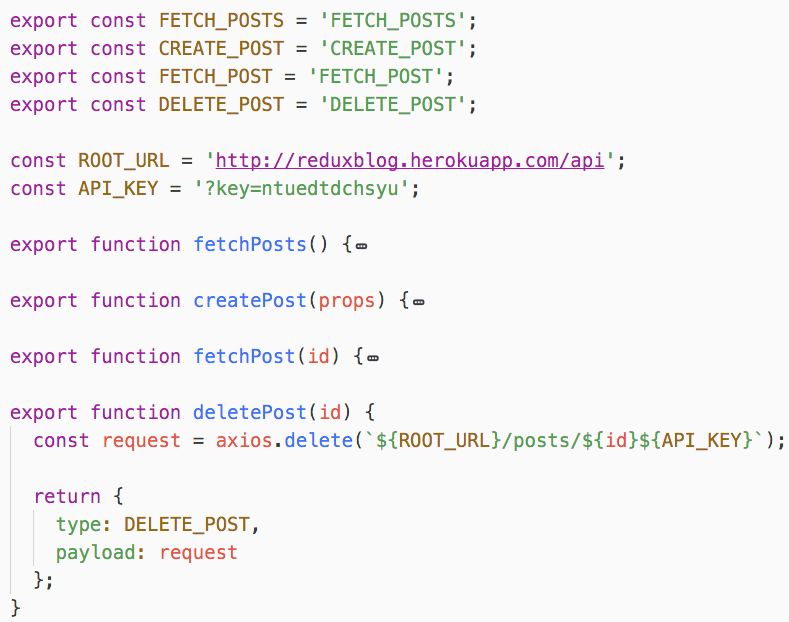 export const FETCH_POSTS = 'FETCH_POSTS';
export const CREATE_POST = 'CREATE_POST';
export const FETCH_POST = 'FETCH_POST';
export const DELETE_POST = 'DELETE_POST';
const ROOT_URL = 'http://reduxblog.herokuapp.com/api';
const API_KEY = '?key=ntuedtdchsyu';
export function fetchPosts() {…
export function createPost(props) {…
export function fetchPost(id) {…
export function deletePost(id) {
  const request = axios.delete(`${ROOT_URL}/posts/${id}${API_KEY}`);
  return {
    type: DELETE_POST,
    payload: request
  };
}